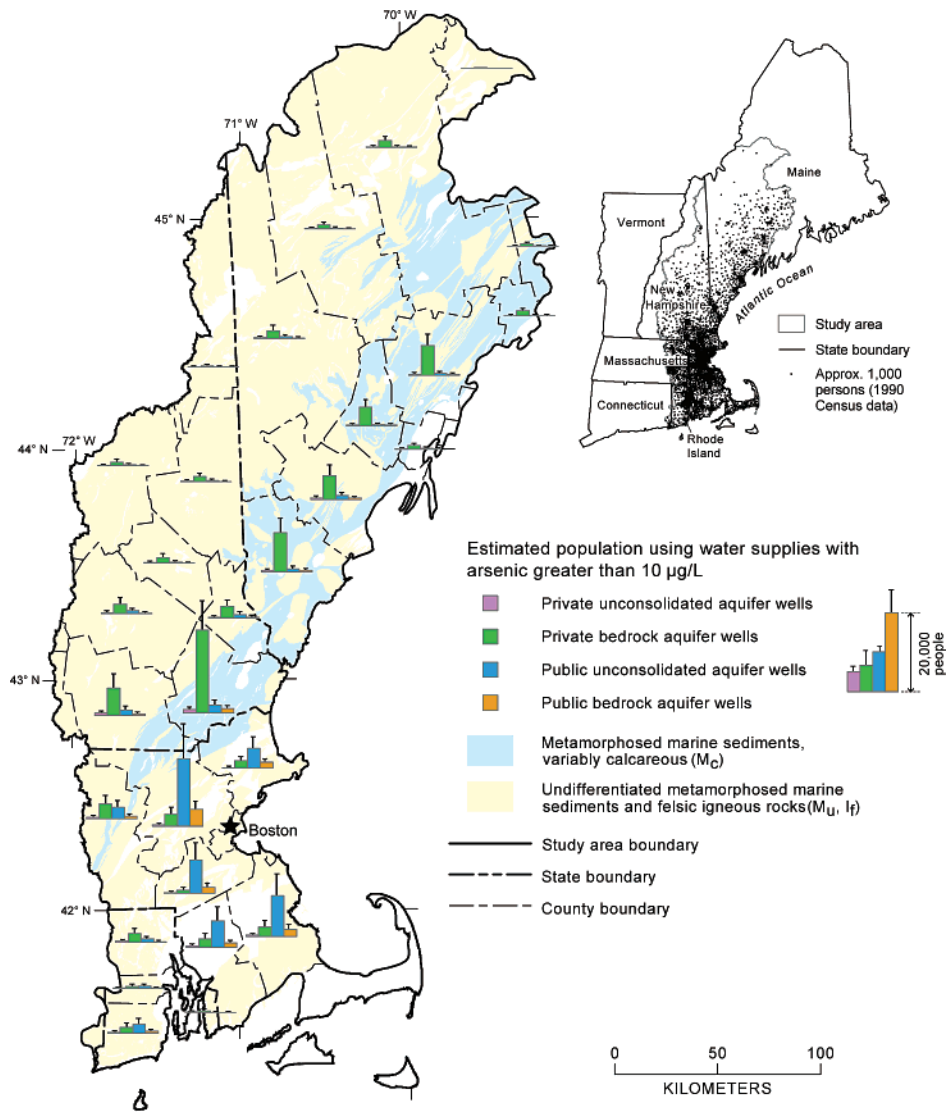 70° W
71° W
45° N
Maine
Vermont
New
Hampshire
Atlantic Ocean
Massachusetts
Connecticut
Rhode
Island
Study area
State boundary
Approx. 1,000
persons (1990
Census data)
44° N
72° W
Estimated population using water supplies with
arsenic greater than 10 µg/L
Private unconsolidated aquifer wells
Private bedrock aquifer wells
Public unconsolidated aquifer wells
Public bedrock aquifer wells
20,000
people
43° N
Metamorphosed marine sediments,
variably calcareous (Mc)
Undifferentiated metamorphosed marine
sediments and felsic igneous rocks(Mu, If)
Boston
Study area boundary
State boundary
County boundary
42° N
0 50 100
KILOMETERS